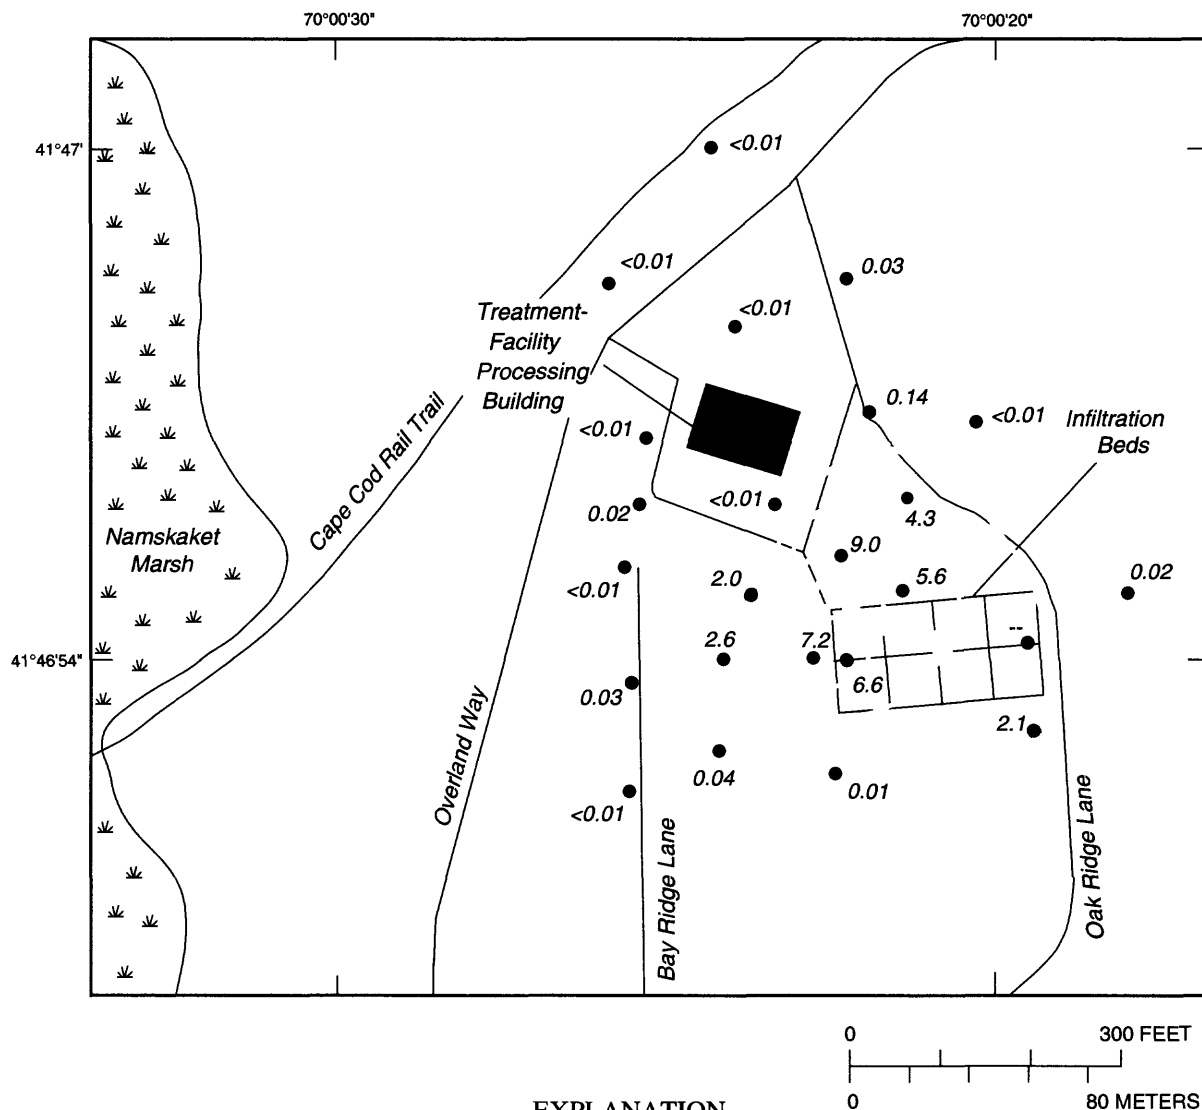 70°00'30"
70°00'20"
41°47'
<0.01
<0.01
0.03
<0.01
Treatment-
Facility
Processing
Building
0.14
<0.01
Infiltration
Beds
<0.01
Cape Cod Rail Trail
0.02
<0.01
4.3
Namskaket
Marsh
9.0
<0.01
2.0
5.6
0.02
--
2.6
7.2
41°46'54"
6.6
0.03
2.1
Overland Way
0.04
0.01
<0.01
Bay Ridge Lane
Oak Ridge Lane
0
300 FEET
0
80 METERS
EXPLANATION